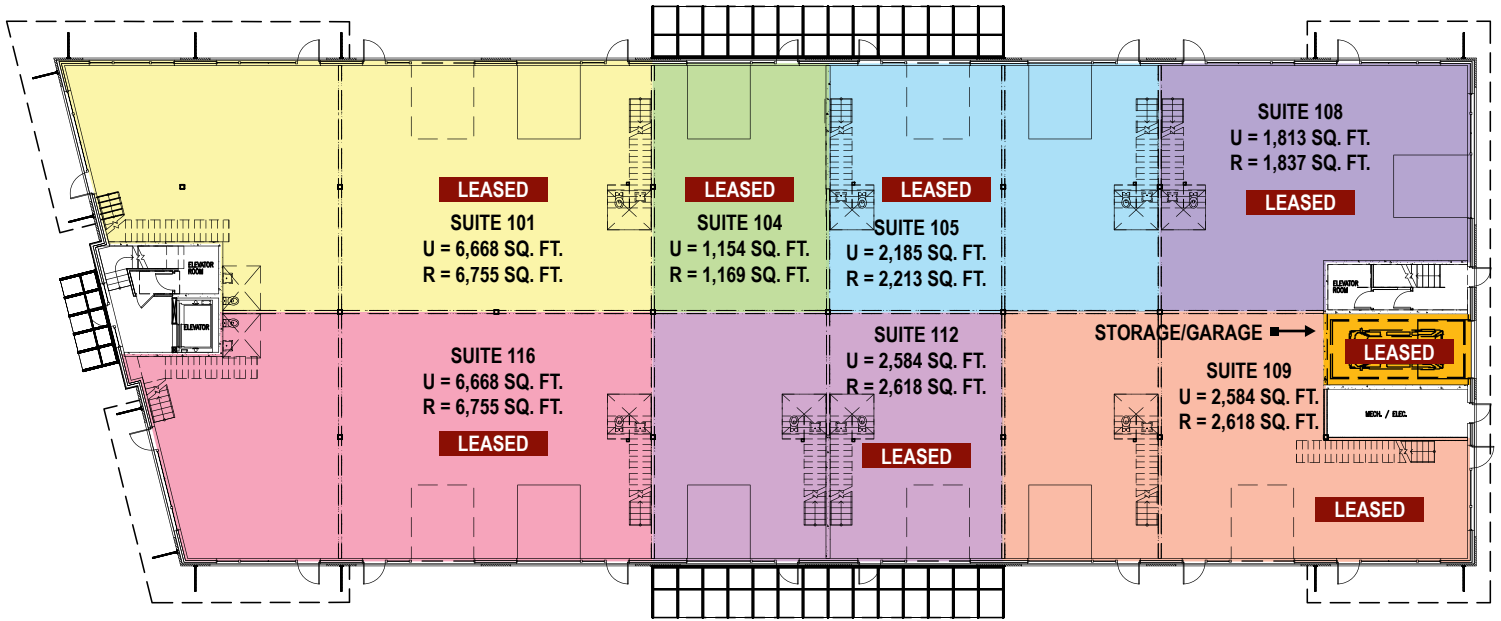 LEASED
SUITE 101
U = 6,668 SQ. FT.
R = 6,755 SQ. FT.
LEASED
SUITE 104
U = 1,154 SQ. FT.
R = 1,169 SQ. FT.
LEASED
SUITE 105
U = 2,185 SQ. FT.
R = 2,213 SQ. FT.
SUITE 108
U = 1,813 SQ. FT.
R = 1,837 SQ. FT.
LEASED
ELEVATOR
ROOM
ELEVATOR
ELEVATOR
ROOM
SUITE 116
U = 6,668 SQ. FT.
R = 6,755 SQ. FT.
LEASED
SUITE 112
U = 2,584 SQ. FT.
R = 2,618 SQ. FT.
LEASED
STORAGE/GARAGE
LEASED
SUITE 109
U = 2,584 SQ. FT.
R = 2,618 SQ. FT.
MECH. / ELEC.
LEASED